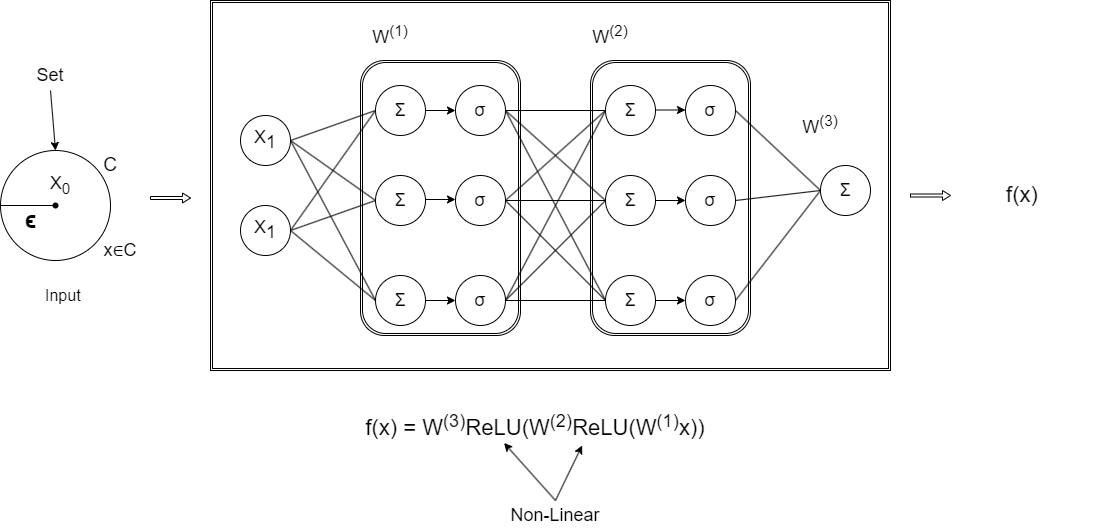 Set
C
X₀
ϵ
x∈C
Input
W⁽¹⁾
W⁽²⁾
W⁽³⁾
X₁
X₁
Σ
σ
Σ
σ
Σ
σ
Σ
σ
Σ
σ
Σ
σ
Σ
f(x)
f(x) = W⁽³⁾ReLU(W⁽²⁾ReLU(W⁽¹⁾x))
Non-Linear